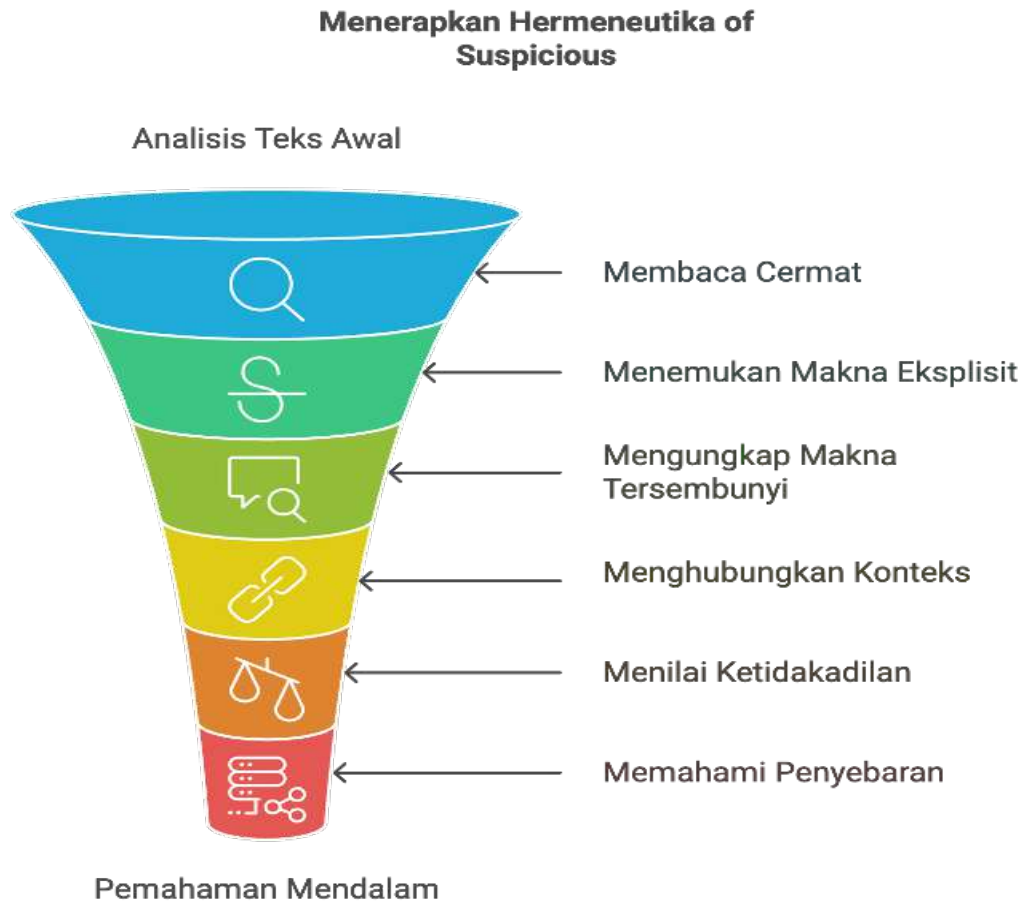 Menerapkan Hermeneutika of
Suspicious
Analisis Teks Awal
Membaca Cermat
Menemukan Makna Eksplisit
Mengungkap Makna
Tersembunyi
Menghubungkan Konteks
Menilai Ketidakadilan
Memahami Penyebaran
Pemahaman Mendalam